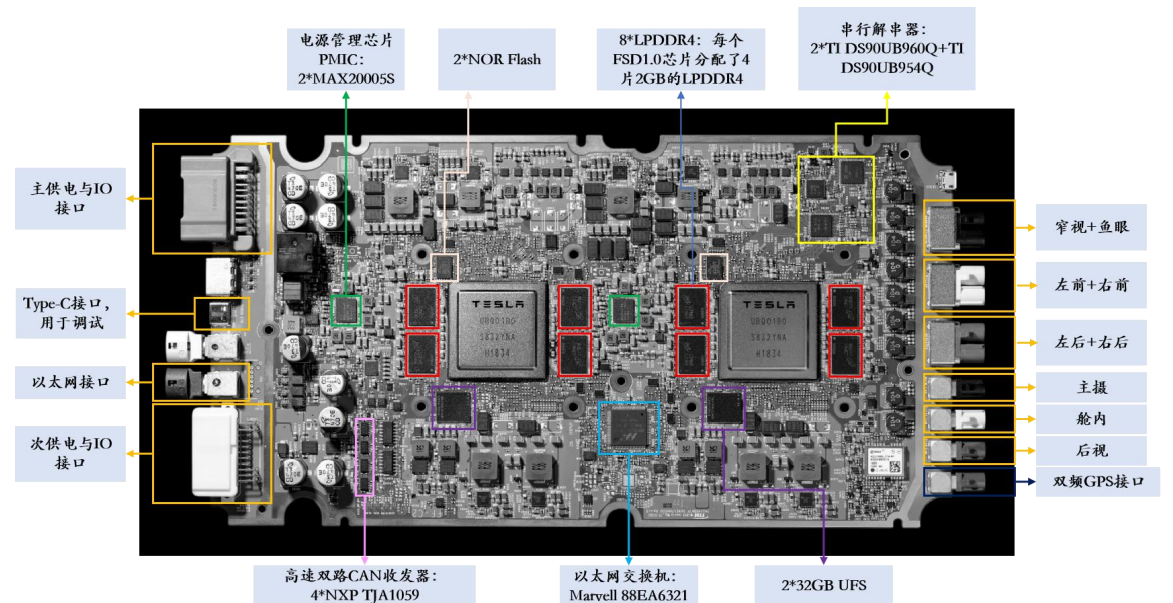 电源管理芯片
PMIC:
2*MAX20005S
2*NOR Flash
8*LPDDR4：每个
FSD1.0芯片分配了4
片2GB的LPDDR4
串行解串器：
2*TI DS90UB960Q+TI
DS90UB954Q
主供电与IO
接口
Type-C接口，
用于调试
以太网接口
次供电与IO
接口
TESLA
UBQ01B0
S832YNA
H1834
TESLA
UBQ01B0
S832YNA
H1834
窄视+鱼眼
左前+右前
左后+右后
主摄
舱内
后视
双频GPS接口
高速双路CAN收发器：
4*NXP TJA1059
以太网交换机：
Marvell 88EA6321
2*32GB UFS